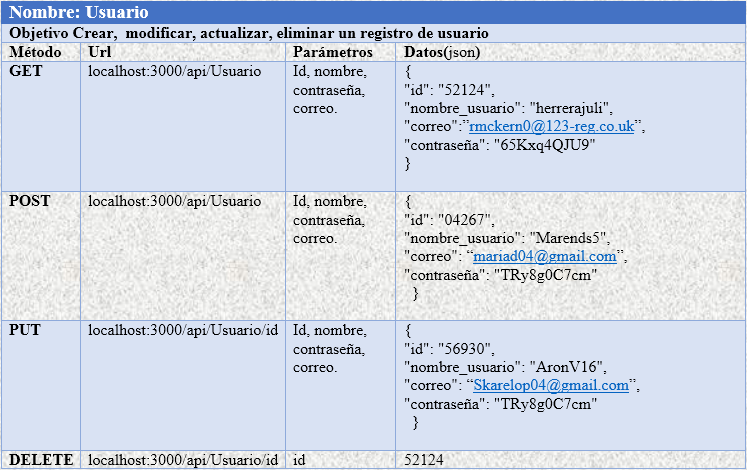 Nombre: Usuario
Objetivo Crear,  modificar, actualizar, eliminar un registro de usuario
Método Url Parámetros Datos(json)
GET localhost:3000/api/Usuario Id, nombre, {
contraseña, "id": "52124",
correo. "nombre_usuario": "herrerajuli",
"correo":”rmckern0@123-reg.co.uk”,
"contraseña": "65Kxq4QJU9"
}
POST localhost:3000/api/Usuario Id, nombre, {
contraseña, "id": "04267",
correo. "nombre_usuario": "Marends5",
"correo": “mariad04@gmail.com”,
"contraseña": "TRy8g0C7cm"
}
PUT localhost:3000/api/Usuario/id Id, nombre, {
contraseña, "id": "56930",
correo. "nombre_usuario": "AronV16",
"correo": “Skarelop04@gmail.com”,
"contraseña": "TRy8g0C7cm"
}
DELETE localhost:3000/api/Usuario/id id 52124